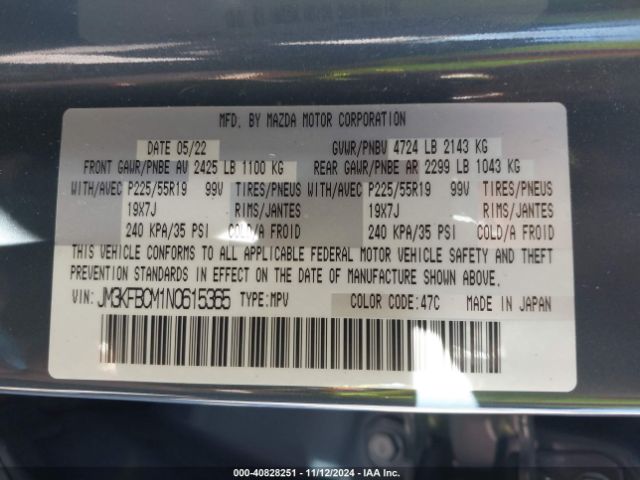 MFD. BY MAZDA MOTOR CORPORATION
DATE 05/22 GVWR/PNBV 4724 LB 2143 KG
FRONT GAWR/PNBE AV 2425 LB 1100 KG REAR GAWR/PNBE AR 2299 LB 1043 KG
WITH/AVEC P225/55R19 99V TIRES/PNEUS WITH/AVEC P225/55R19 99V TIRES/PNEUS
19X7J RIMS/JANTES 19X7J RIMS/JANTES
240 KPA/35 PSI COLD/A FROID 240 KPA/35 PSI COLD/A FROID
THIS VEHICLE CONFORMS TO ALL APPLICABLE FEDERAL MOTOR VEHICLE SAFETY AND THEFT
PREVENTION STANDARDS IN EFFECT ON THE DATE OF MANUFACTURE SHOWN ABOVE.
VIN: JM3KFBCM1N0615365 TYPE: MPV COLOR CODE: 47C MADE IN JAPAN
000-40828251 - 11/12/2024 - IAA Inc.